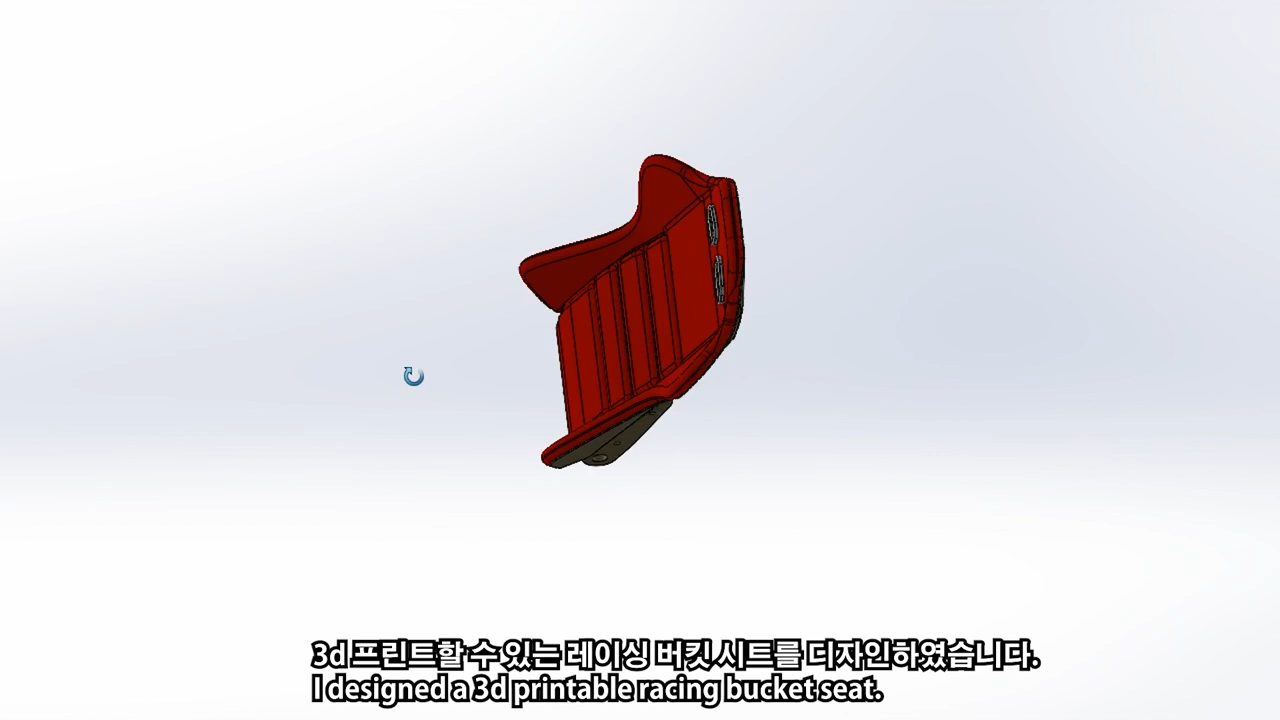 3d 프린트할 수 있는 레이싱 버킷 시트를 디자인하였습니다.
I designed a 3d printable racing bucket seat.